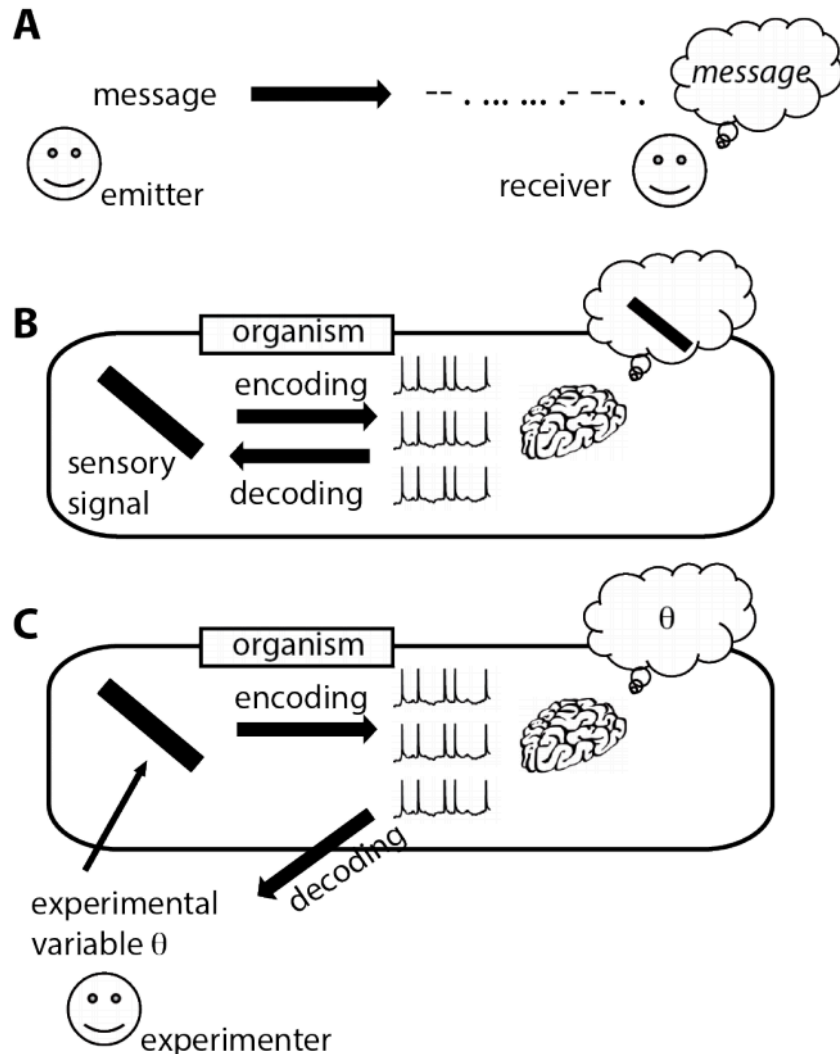 A
message
-- . ... ... .- --. .
message
emitter
receiver
B
organism
encoding
sensory
signal
decoding
C
organism
encoding
θ
decoding
experimental
variable θ
experimenter